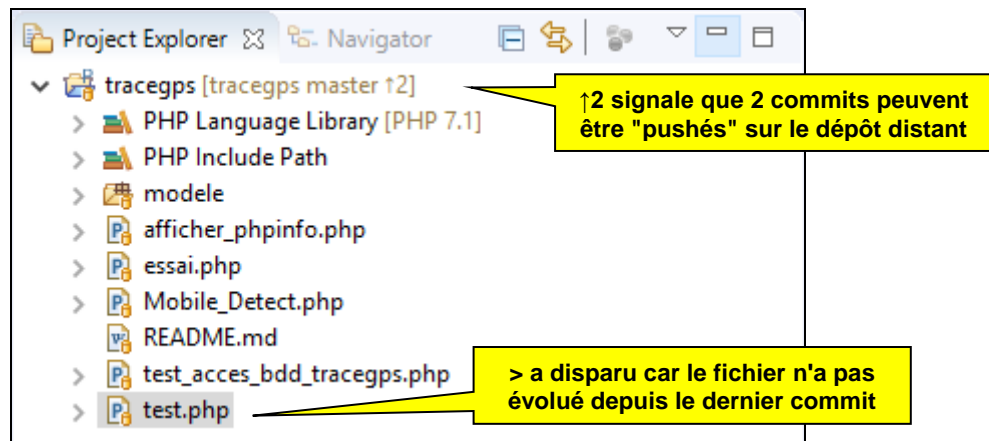 Project Explorer Navigator
tracegps [tracegps master ↑2]
↑2 signale que 2 commits peuvent
être "pushés" sur le dépôt distant
PHP Language Library [PHP 7.1]
PHP Include Path
modele
afficher_phpinfo.php
essai.php
Mobile_Detect.php
README.md
test_acces_bdd_tracegps.php
> a disparu car le fichier n'a pas
évolué depuis le dernier commit
test.php